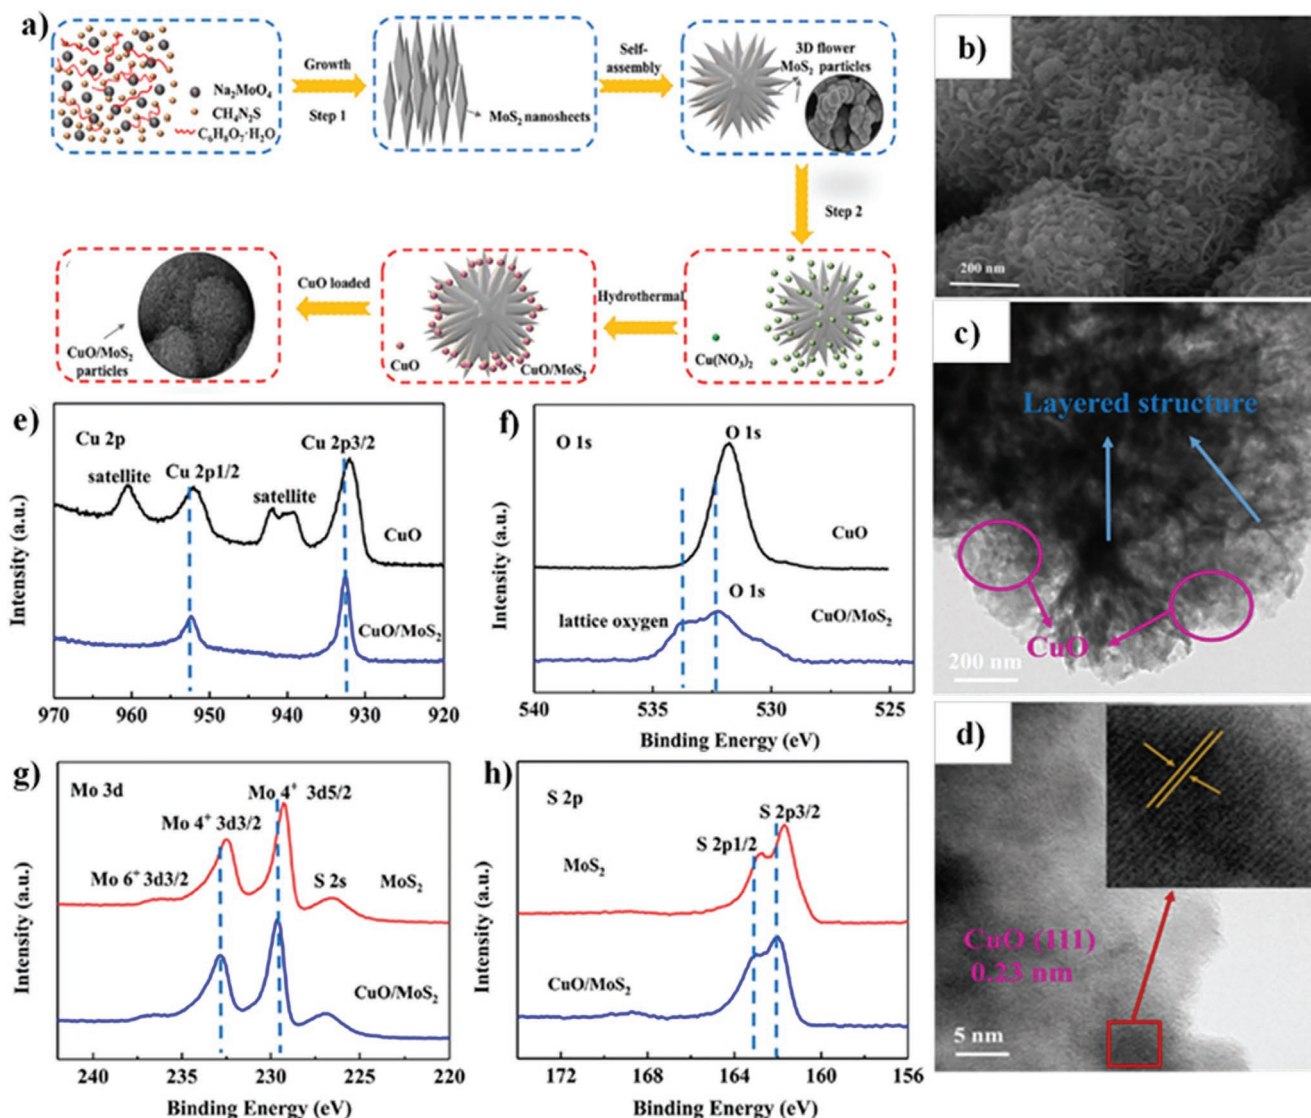 a)
Na₂MoO₄
CH₄N₂S
C₆H₈O₇·H₂O
Growth
Step 1
MoS₂ nanosheets
Self-
assembly
3D flower
MoS₂ particles
Step 2
Cu(NO₃)₂
Hydrothermal
CuO
CuO/MoS₂
CuO loaded
CuO/MoS₂
particles
b)
200 nm
c)
Layered structure
CuO
200 nm
d)
CuO (111)
0.23 nm
5 nm
e)
Cu 2p
satellite
Cu 2p1/2
satellite
Cu 2p3/2
CuO
CuO/MoS₂
Intensity (a.u.)
970 960 950 940 930 920
Binding Energy (eV)
f)
O 1s
O 1s
CuO
O 1s
lattice oxygen
CuO/MoS₂
Intensity (a.u.)
540 535 530 525
Binding Energy (eV)
g)
Mo 3d
Mo 4⁺ 3d5/2
Mo 4⁺ 3d3/2
Mo 6⁺ 3d3/2
S 2s
MoS₂
CuO/MoS₂
Intensity (a.u.)
240 235 230 225 220
Binding Energy (eV)
h)
S 2p
S 2p3/2
S 2p1/2
MoS₂
CuO/MoS₂
Intensity (a.u.)
172 168 164 160 156
Binding Energy (eV)